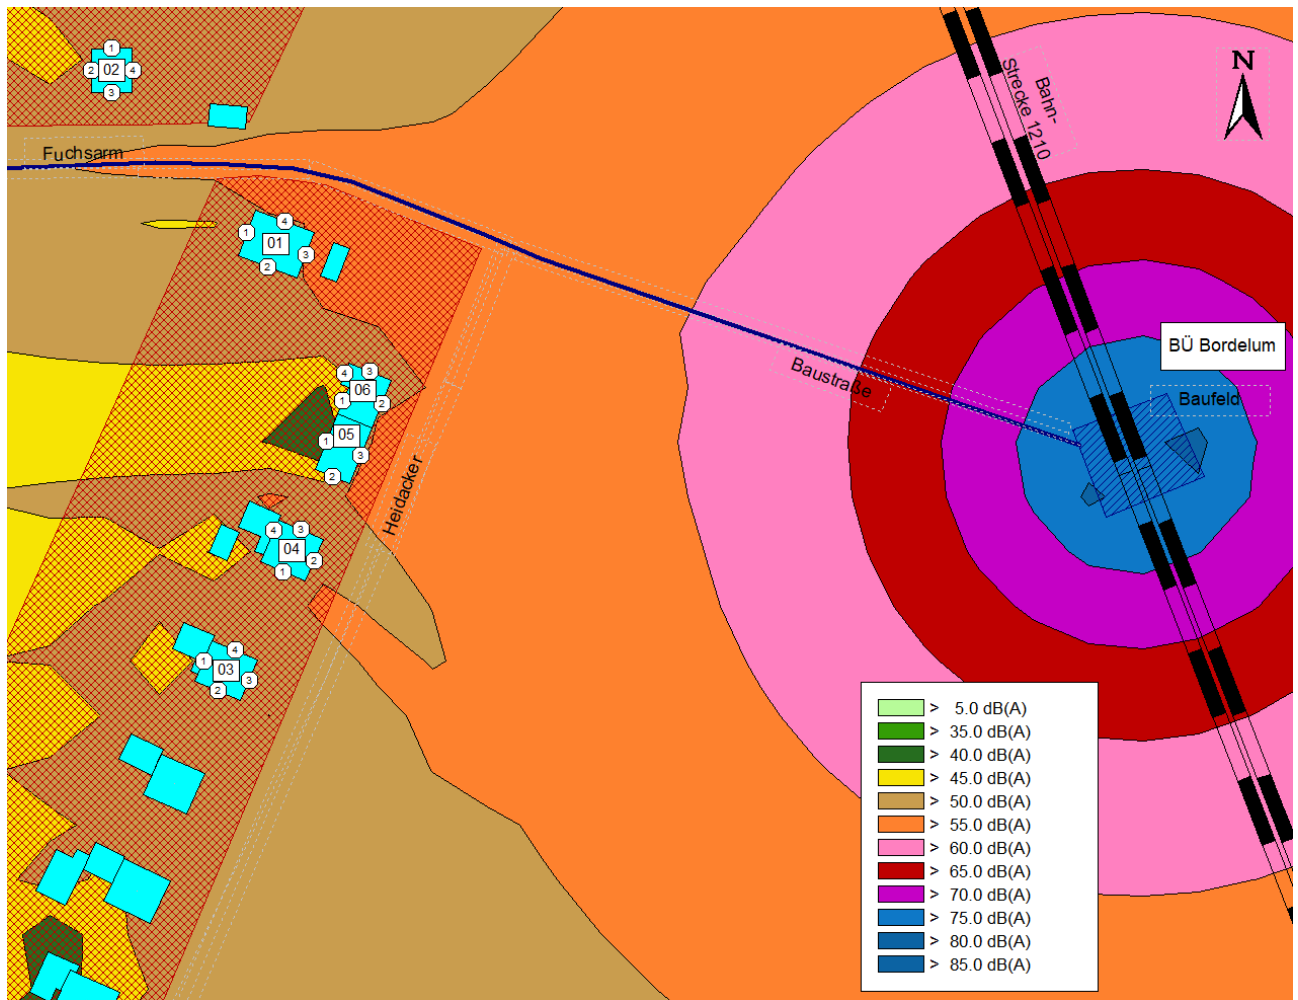 N
1
2 02 4
3
Fuchsarm
Bahn-
Strecke 1210
4
1 01 3
2
BÜ Bordelum
Baustraße
Baufeld
4 3
06
1 2
05
1 3
2
Heidacker
4 3
04
2
1
4
1 03
3
2
> 5.0 dB(A)
> 35.0 dB(A)
> 40.0 dB(A)
> 45.0 dB(A)
> 50.0 dB(A)
> 55.0 dB(A)
> 60.0 dB(A)
> 65.0 dB(A)
> 70.0 dB(A)
> 75.0 dB(A)
> 80.0 dB(A)
> 85.0 dB(A)